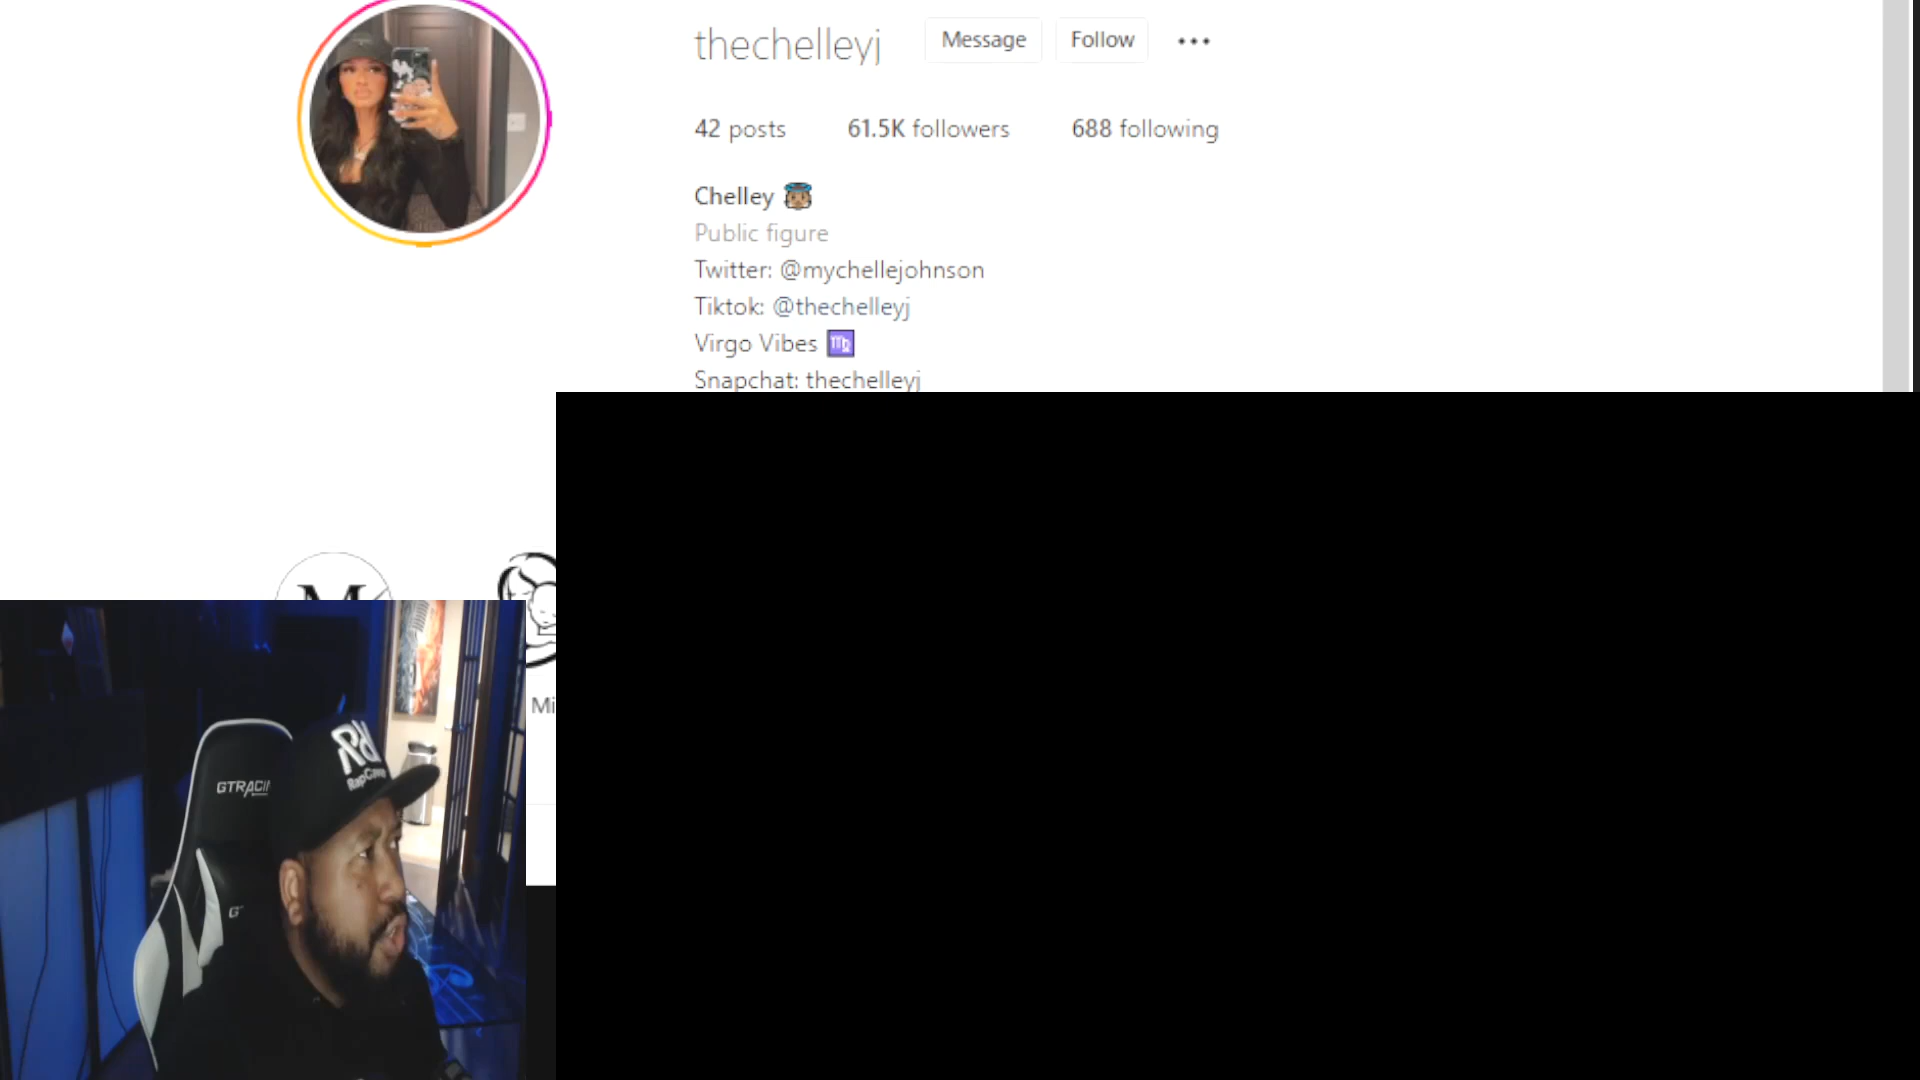 thechelleyj
Message
Follow
42 posts
61.5K followers
688 following
Chelley
Public figure
Twitter: @mychellejohnson
Tiktok: @thechelleyj
Virgo Vibes
Snapchat: thechelleyj
M
Mi
GTRACI